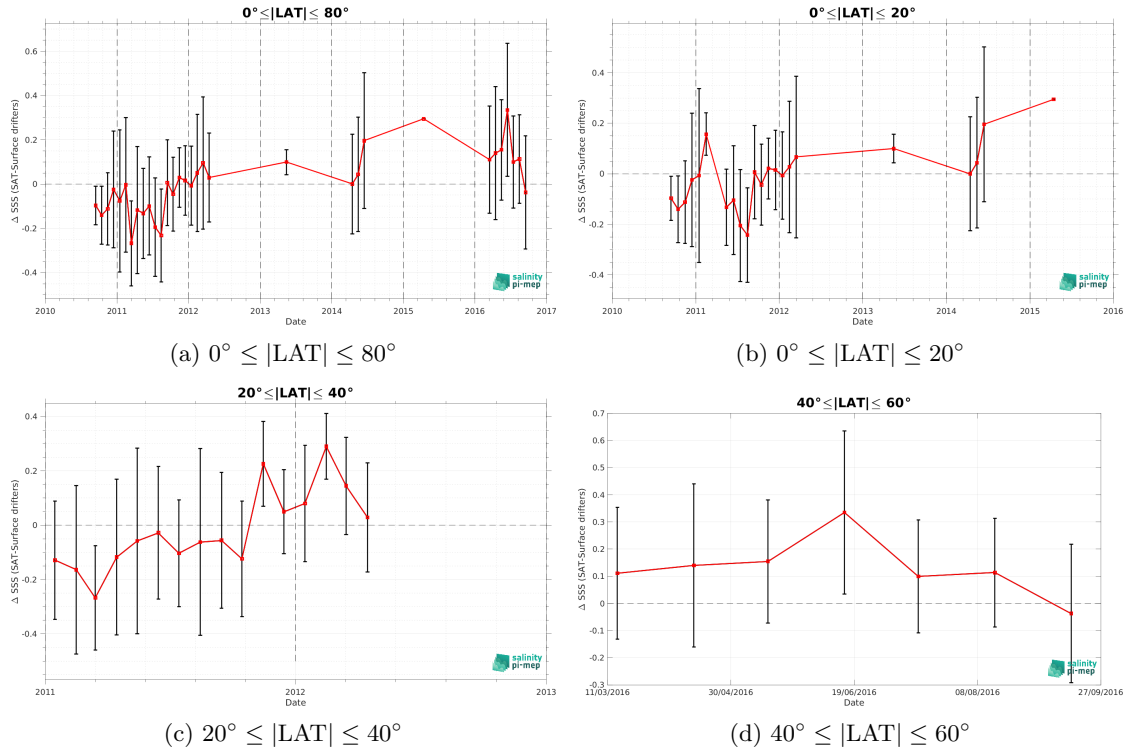 0°≤|LAT|≤ 80°
Δ SSS (SAT-Surface drifters)
0.6
0.4
0.2
0
-0.2
-0.4
2010 2011 2012 2013 2014 2015 2016 2017
Date
salinity
pi-mep
(a) 0° ≤ |LAT| ≤ 80°
0°≤|LAT|≤ 20°
Δ SSS (SAT-Surface drifters)
0.4
0.2
0
-0.2
-0.4
2010 2011 2012 2013 2014 2015 2016
Date
salinity
pi-mep
(b) 0° ≤ |LAT| ≤ 20°
20°≤|LAT|≤ 40°
Δ SSS (SAT-Surface drifters)
0.4
0.2
0
-0.2
-0.4
2011 2012 2013
Date
salinity
pi-mep
(c) 20° ≤ |LAT| ≤ 40°
40°≤|LAT|≤ 60°
Δ SSS (SAT-Surface drifters)
0.7
0.6
0.5
0.4
0.3
0.2
0.1
0
-0.1
-0.2
-0.3
11/03/2016 30/04/2016 19/06/2016 08/08/2016 27/09/2016
Date
salinity
pi-mep
(d) 40° ≤ |LAT| ≤ 60°